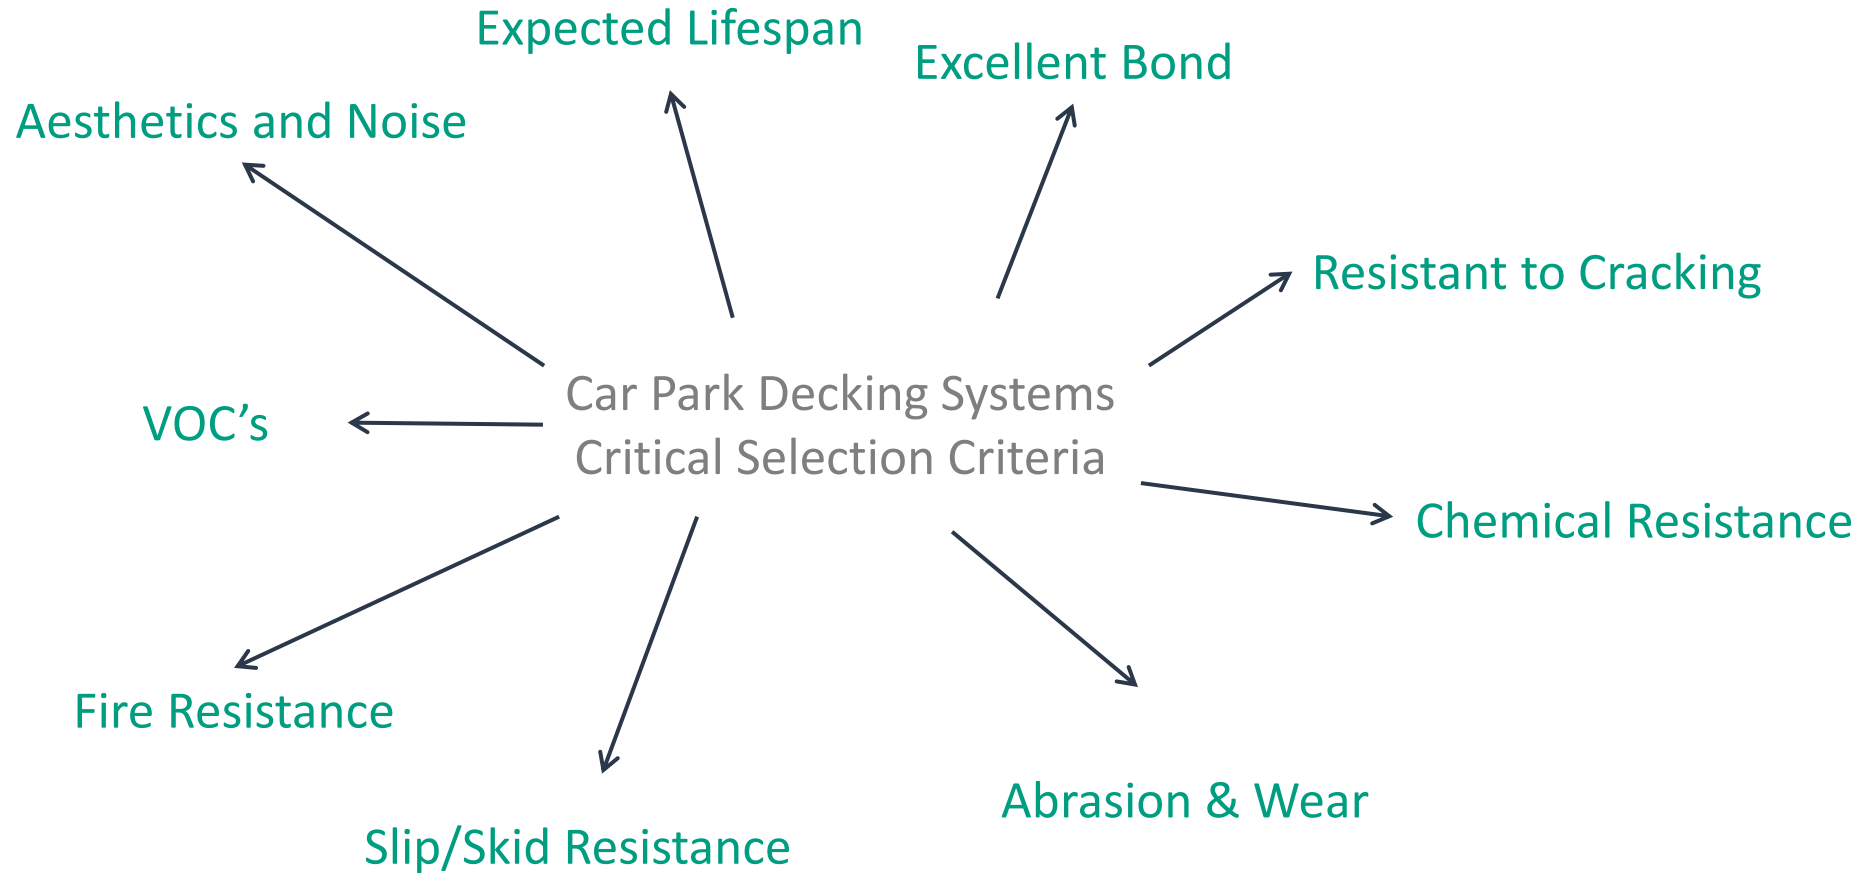 Expected Lifespan
Excellent Bond
Aesthetics and Noise
Resistant to Cracking
Car Park Decking Systems
Critical Selection Criteria
VOC’s
Chemical Resistance
Fire Resistance
Abrasion & Wear
Slip/Skid Resistance